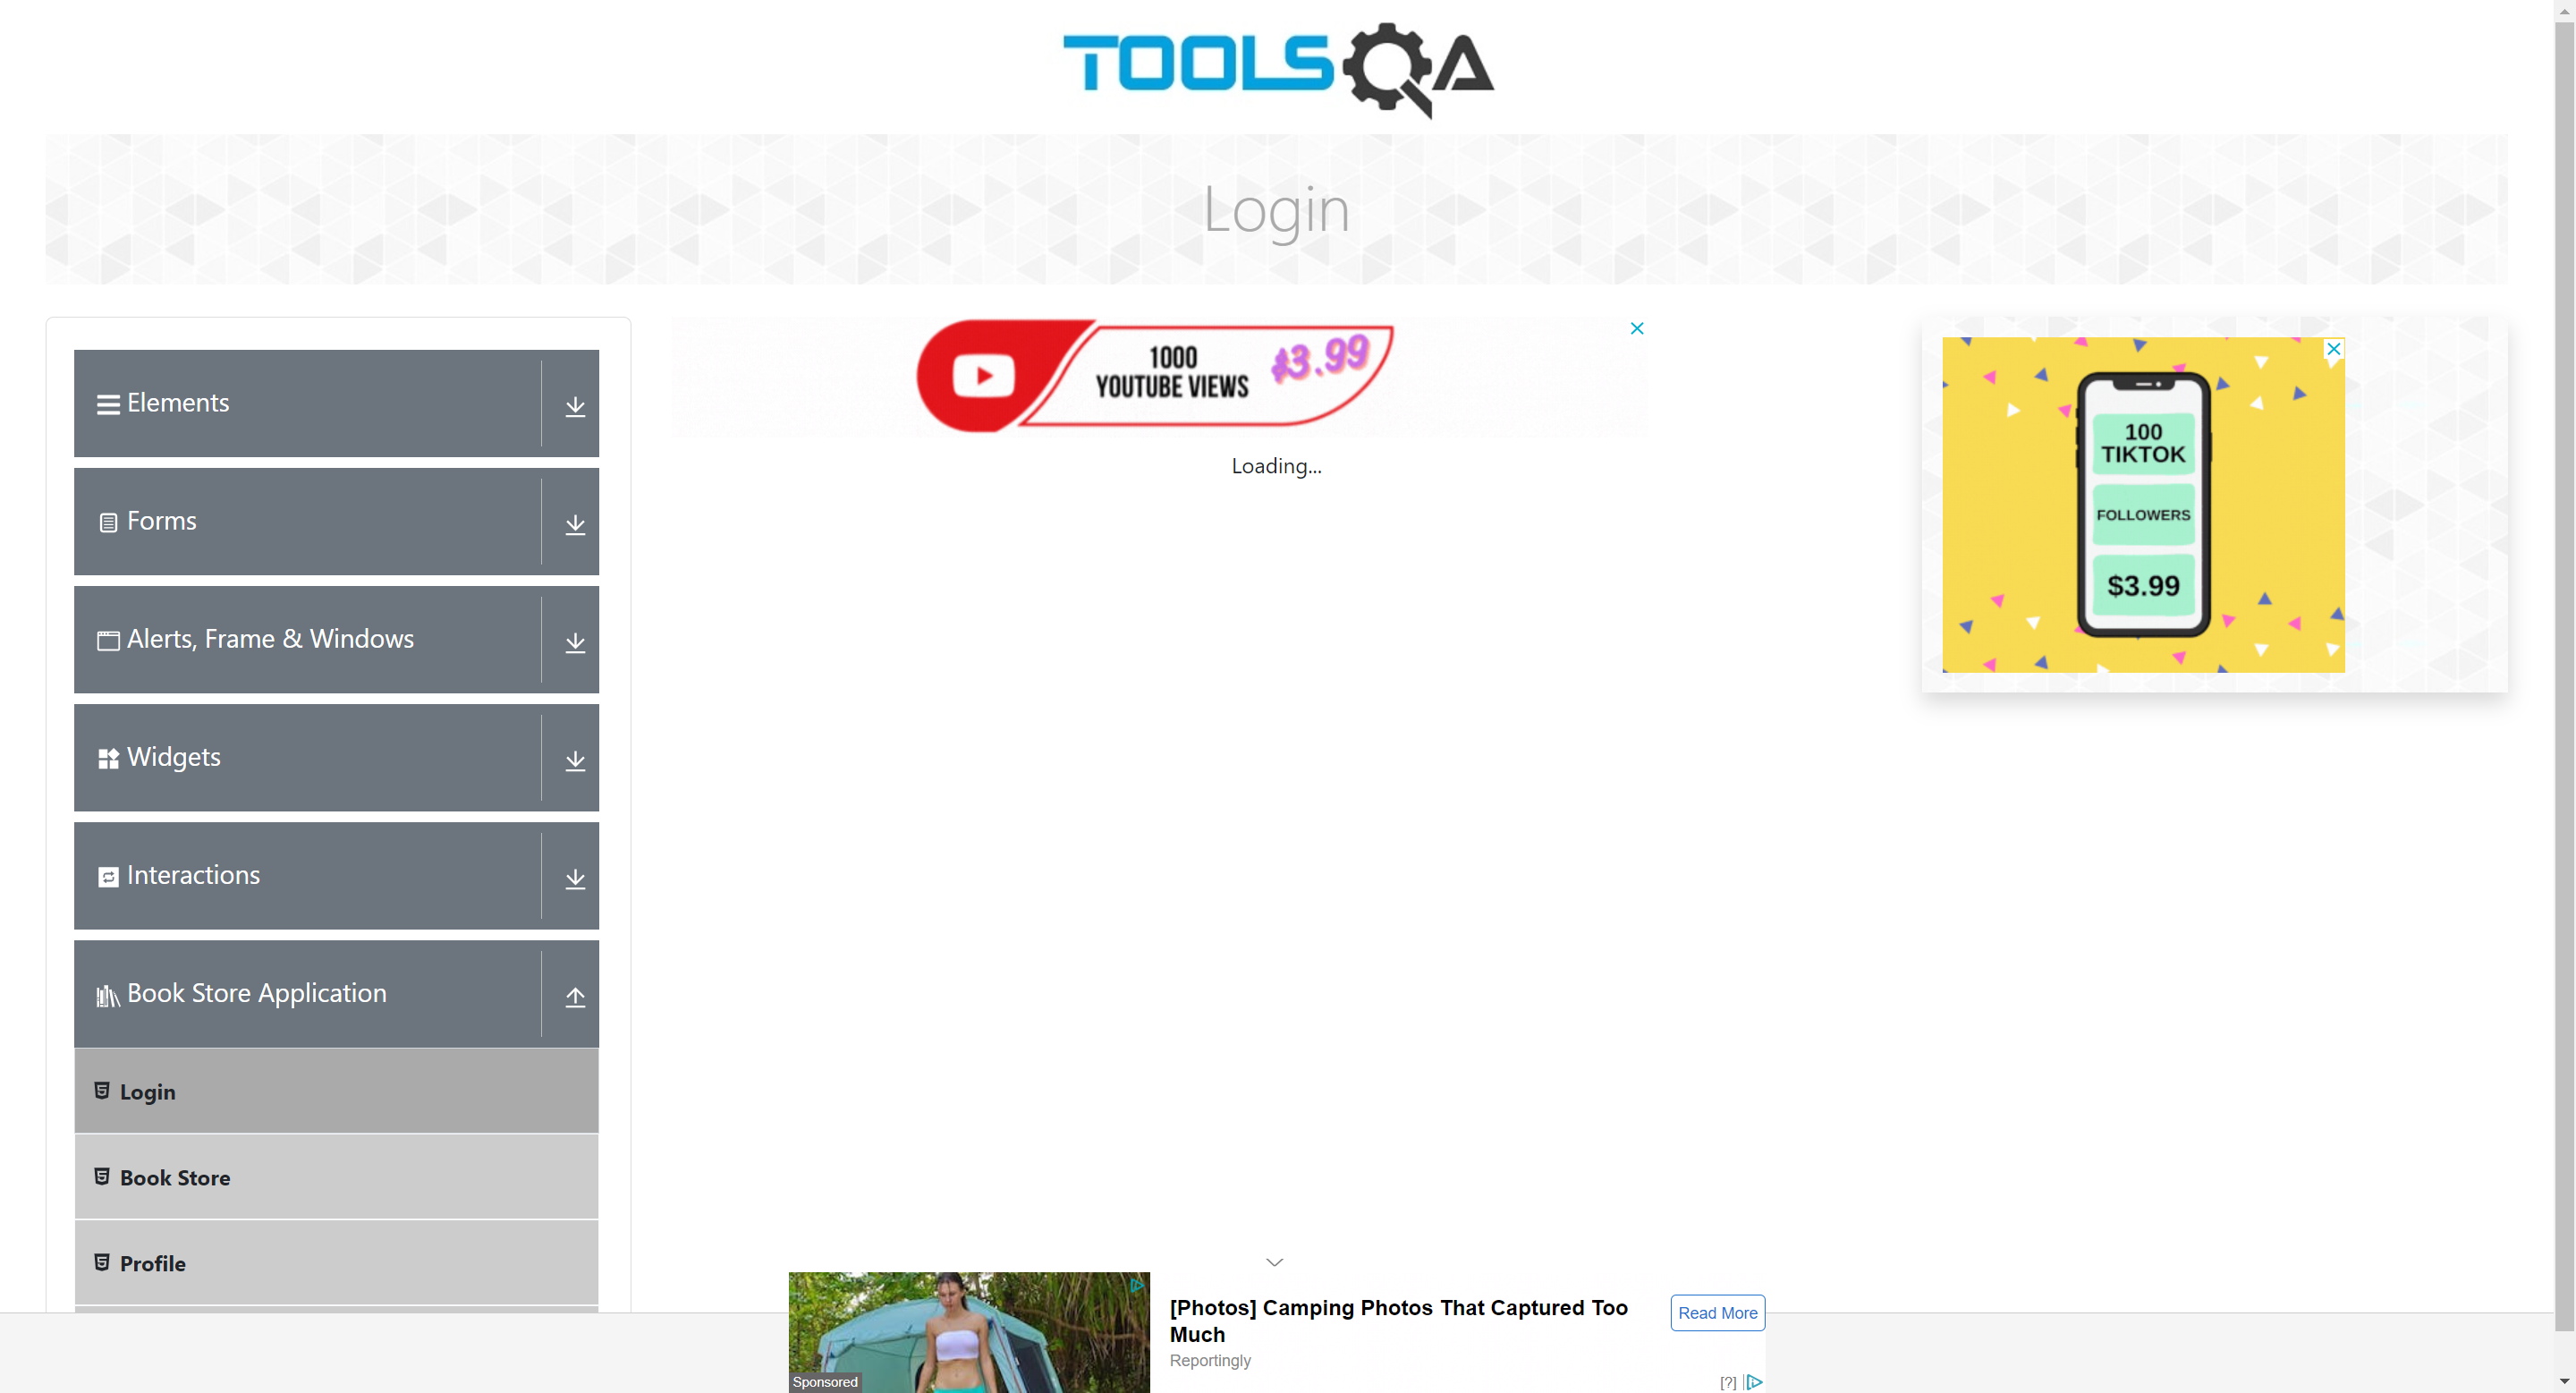 TOOLSQA
Login
Elements
Forms
Alerts, Frame & Windows
Widgets
Interactions
Book Store Application
Login
Book Store
Profile
1000
YOUTUBE VIEWS
$3.99
Loading...
100
TIKTOK
FOLLOWERS
$3.99
Sponsored
[Photos] Camping Photos That Captured Too
Much
Reportingly
Read More
[?]